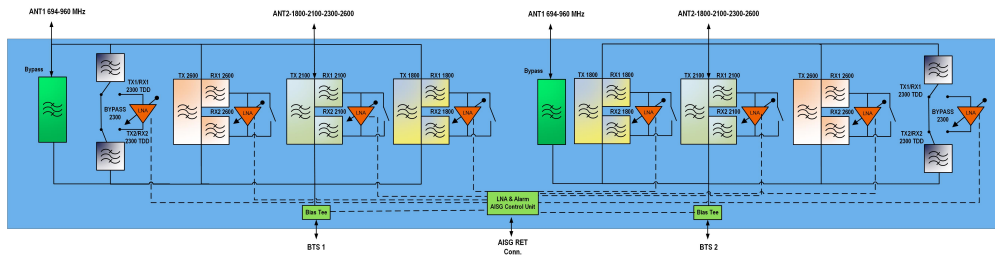 ANT1 694-960 MHz
ANT2-1800-2100-2300-2600
ANT1 694-960 MHz
ANT2-1800-2100-2300-2600
Bypass
TX1/RX1
2300 TDD
BYPASS
2300
LNA
TX2/RX2
2300 TDD
TX 2600
RX1 2600
RX2 2600
LNA
TX 2100
RX1 2100
RX2 2100
LNA
TX 1800
RX1 1800
RX2 1800
LNA
Bypass
TX 1800
RX1 1800
RX2 1800
LNA
TX 2100
RX1 2100
RX2 2100
LNA
TX 2600
RX1 2600
RX2 2600
LNA
TX1/RX1
2300 TDD
BYPASS
2300
LNA
TX2/RX2
2300 TDD
Bias Tee
LNA & Alarm
AISG Control Unit
Bias Tee
BTS 1
AISG RET
Conn.
BTS 2